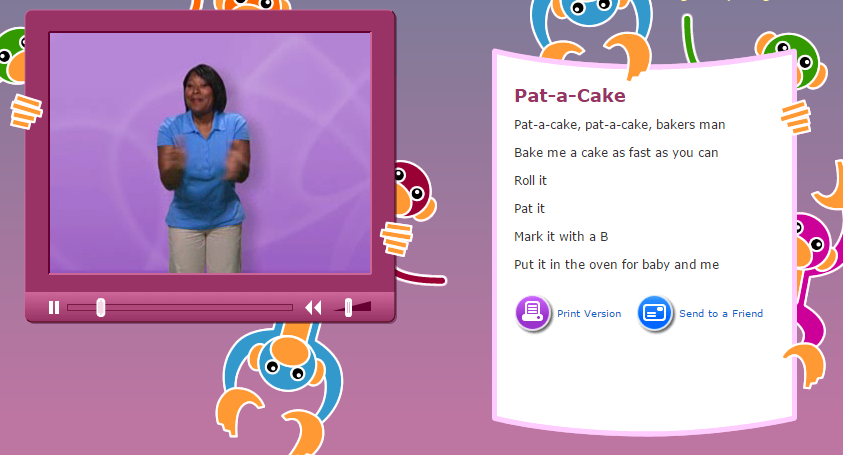 Pat-a-Cake
Pat-a-cake, pat-a-cake, bakers man
Bake me a cake as fast as you can
Roll it
Pat it
Mark it with a B
Put it in the oven for baby and me
Print Version
Send to a Friend